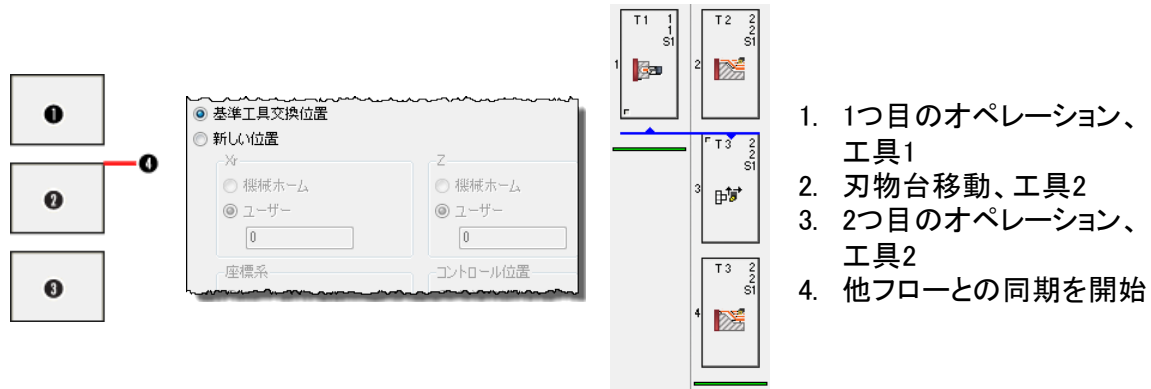 ❶
❷
❹
❸
基準工具交換位置
新しい位置
Xr
Z
機械ホーム
機械ホーム
ユーザー
ユーザー
0
0
座標系
コントロール位置
T1 1
1
S1
1
T2 2
2
S1
2
T3 2
2
S1
3
T3 2
2
S1
4
1. 1つ目のオペレーション、
工具1
2. 刃物台移動、工具2
3. 2つ目のオペレーション、
工具2
4. 他フローとの同期を開始